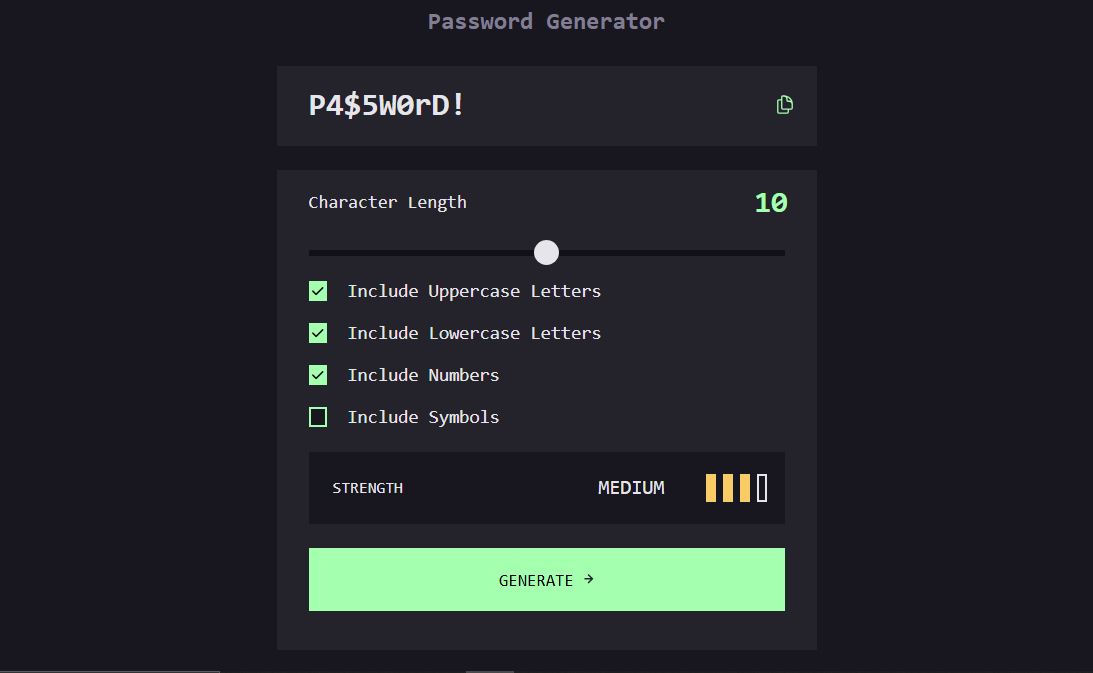 Password Generator
P4$5W0rD!
Character Length
10
Include Uppercase Letters
Include Lowercase Letters
Include Numbers
Include Symbols
STRENGTH
MEDIUM
GENERATE →